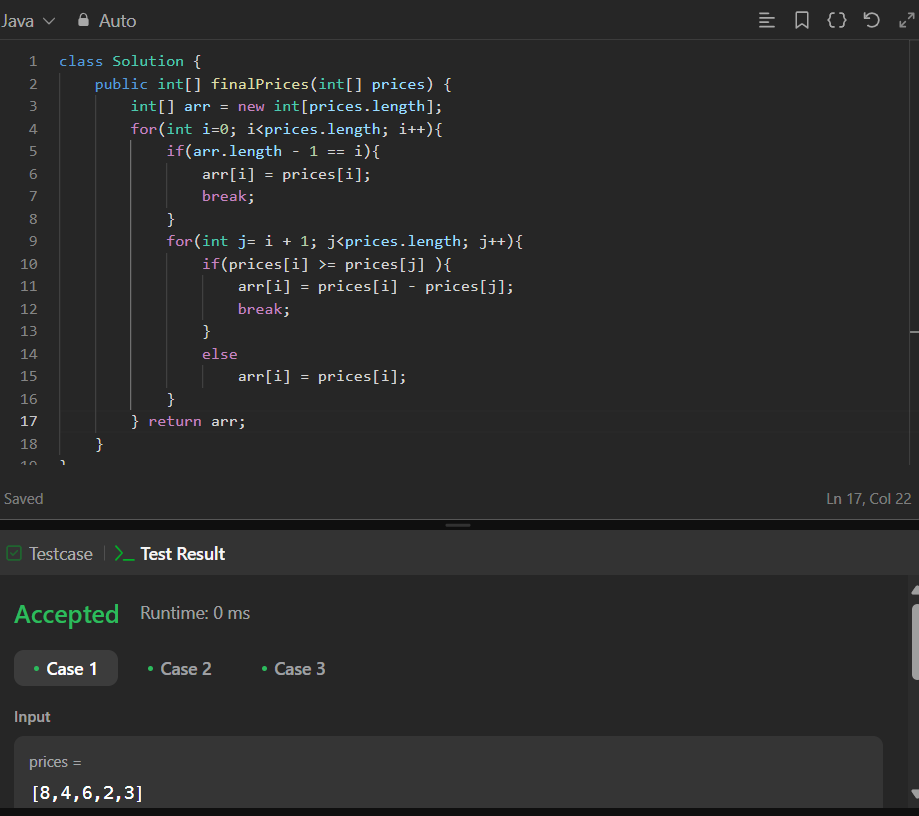 Java Auto
1 class Solution {
2 public int[] finalPrices(int[] prices) {
3 int[] arr = new int[prices.length];
4 for(int i=0; i<prices.length; i++){
5 if(arr.length - 1 == i){
6 arr[i] = prices[i];
7 break;
8 }
9 for(int j= i + 1; j<prices.length; j++){
10 if(prices[i] >= prices[j] ){
11 arr[i] = prices[i] - prices[j];
12 break;
13 }
14 else
15 arr[i] = prices[i];
16 }
17 } return arr;
18 }
19 }
Saved Ln 17, Col 22
Testcase Test Result
Accepted Runtime: 0 ms
Case 1 Case 2 Case 3
Input
prices =
[8,4,6,2,3]